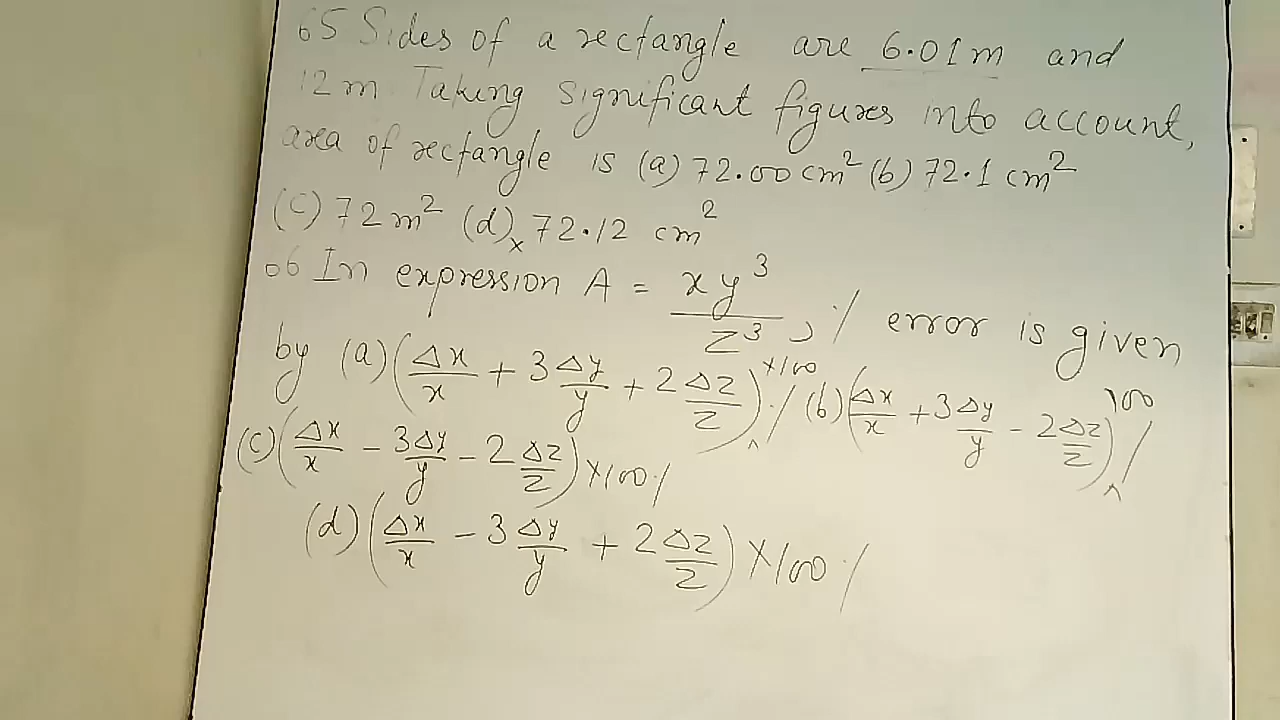 65 Sides of a rectangle are 6.01 m and
12 m. Taking significant figures into account,
area of rectangle is (a) 72.00 cm² (b) 72.1 cm²
(c) 72 m² (d) 72.12 cm²
06 In expression A = xy³/z³, % error is given
by (a) (Δx/x + 3Δy/y + 2Δz/z) ×100 % (b) (Δx/x + 3Δy/y - 2Δz/z) 100 %
(c) (Δx/x - 3Δy/y - 2Δz/z) ×100 %
(d) (Δx/x - 3Δy/y + 2Δz/z) ×100 %